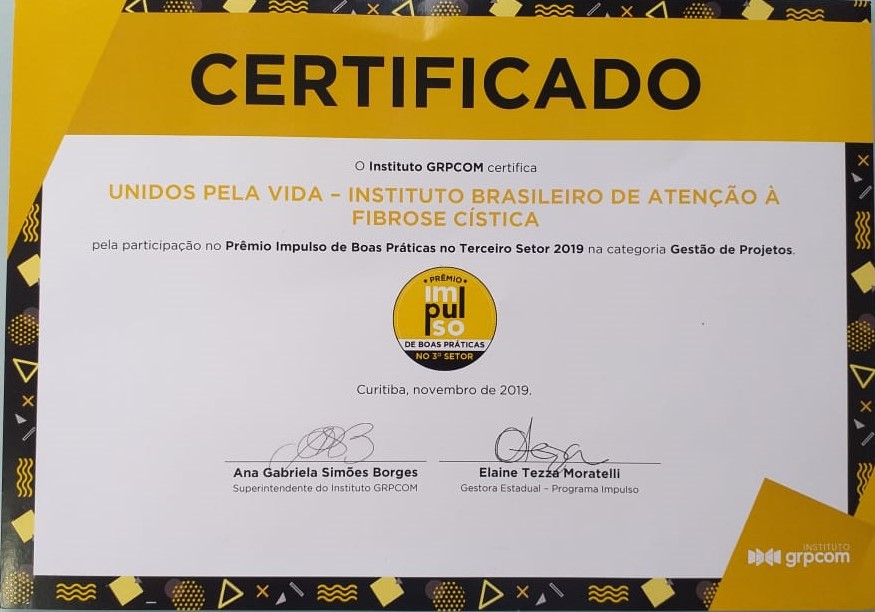 CERTIFICADO
O Instituto GRPCOM certifica
UNIDOS PELA VIDA – INSTITUTO BRASILEIRO DE ATENÇÃO À
FIBROSE CÍSTICA
pela participação no Prêmio Impulso de Boas Práticas no Terceiro Setor 2019 na categoria Gestão de Projetos.
PRÊMIO
im
pul
so
DE BOAS PRÁTICAS
NO 3º SETOR
Curitiba, novembro de 2019.
Ana Gabriela Simões Borges
Superintendente do Instituto GRPCOM
Elaine Tezza Moratelli
Gestora Estadual – Programa Impulso
INSTITUTO
grpcom